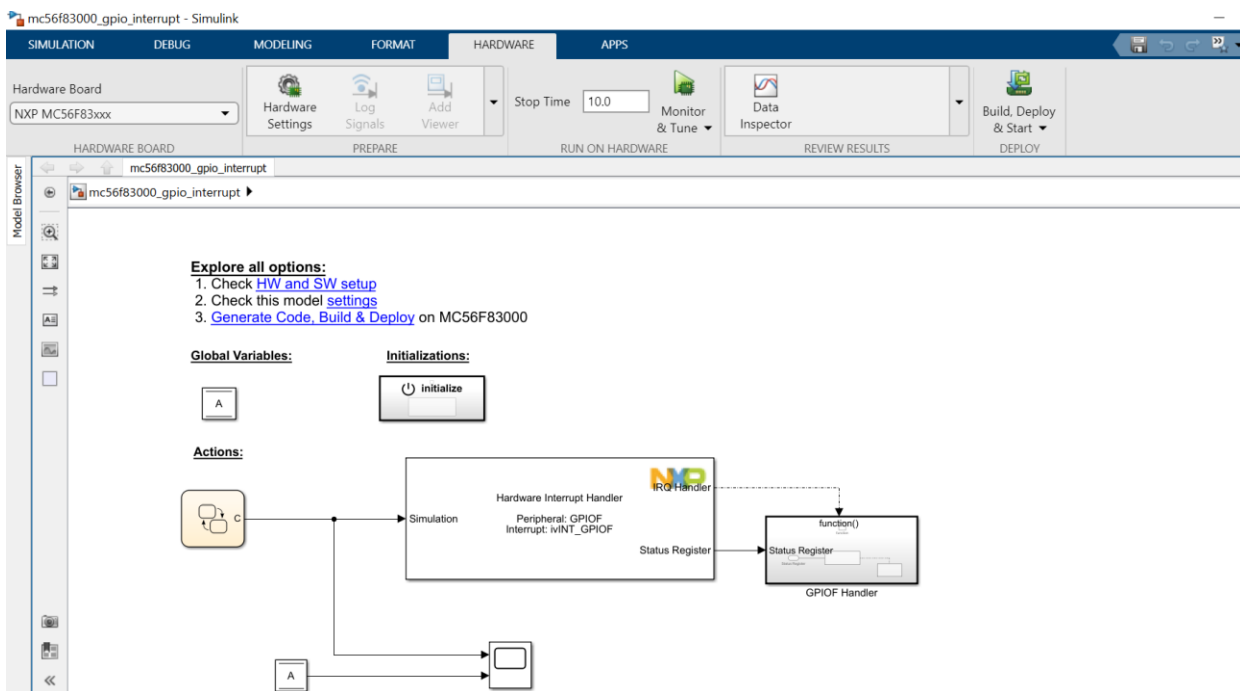 mc56f83000_gpio_interrupt - Simulink
SIMULATION DEBUG MODELING FORMAT HARDWARE APPS
Hardware Board
NXP MC56F83xxx
Hardware Settings
Log Signals
Add Viewer
Stop Time 10.0
Monitor & Tune
Data Inspector
Build, Deploy & Start
HARDWARE BOARD PREPARE RUN ON HARDWARE REVIEW RESULTS DEPLOY
Model Browser
mc56f83000_gpio_interrupt
mc56f83000_gpio_interrupt
Explore all options:
1. Check HW and SW setup
2. Check this model settings
3. Generate Code, Build & Deploy on MC56F83000
Global Variables: Initializations:
A
initialize
Actions:
C
Simulation
NXP
IRQ Handler
Hardware Interrupt Handler
Peripheral: GPIOF
Interrupt: ivINT_GPIOF
Status Register
function()
Status Register
GPIOF Handler
A